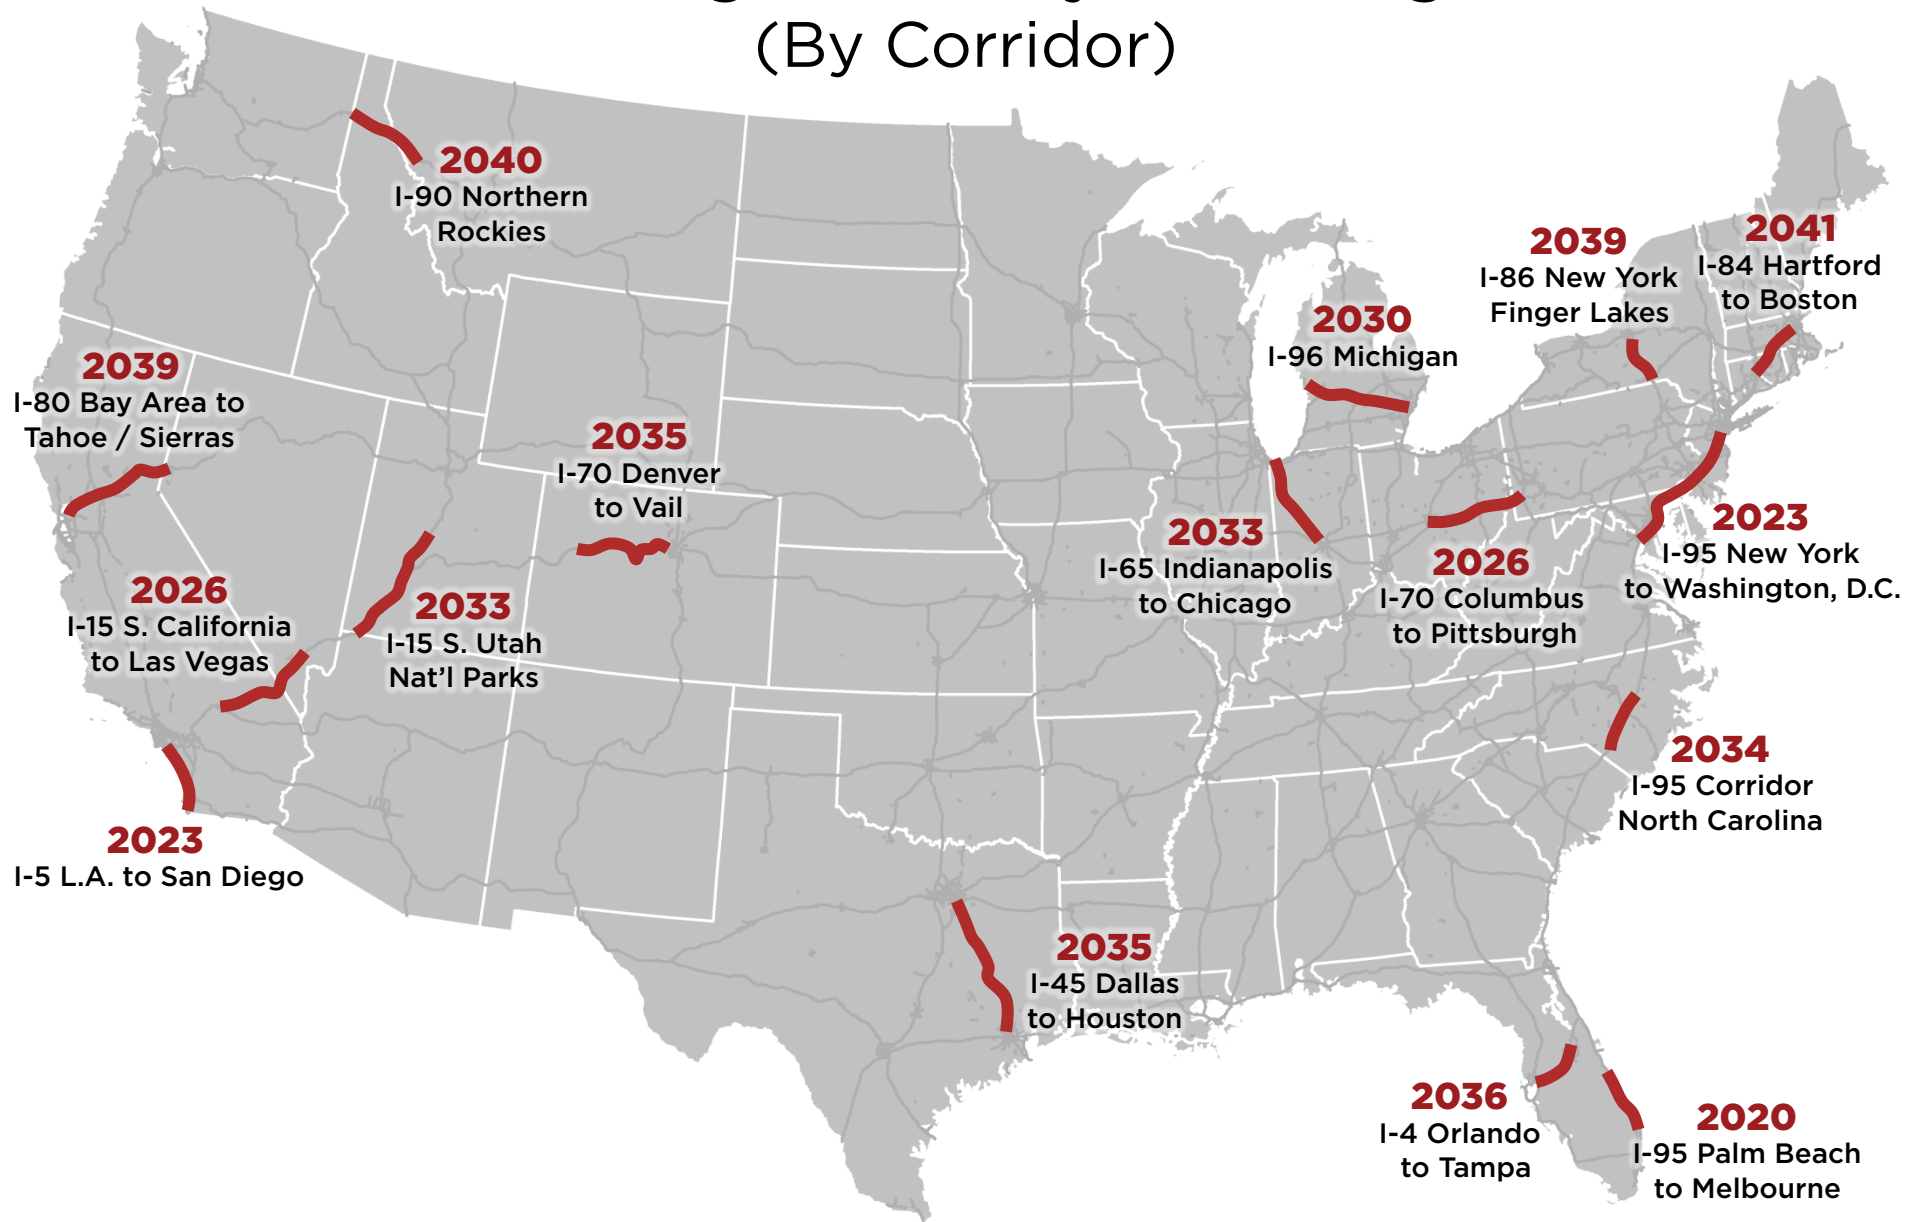 (By Corridor)
2040
I-90 Northern
Rockies
2039
I-86 New York
Finger Lakes
2041
I-84 Hartford
to Boston
2030
I-96 Michigan
2039
I-80 Bay Area to
Tahoe / Sierras
2035
I-70 Denver
to Vail
2033
I-65 Indianapolis
to Chicago
2026
I-70 Columbus
to Pittsburgh
2023
I-95 New York
to Washington, D.C.
2026
I-15 S. California
to Las Vegas
2033
I-15 S. Utah
Nat’l Parks
2034
I-95 Corridor
North Carolina
2023
I-5 L.A. to San Diego
2035
I-45 Dallas
to Houston
2036
I-4 Orlando
to Tampa
2020
I-95 Palm Beach
to Melbourne